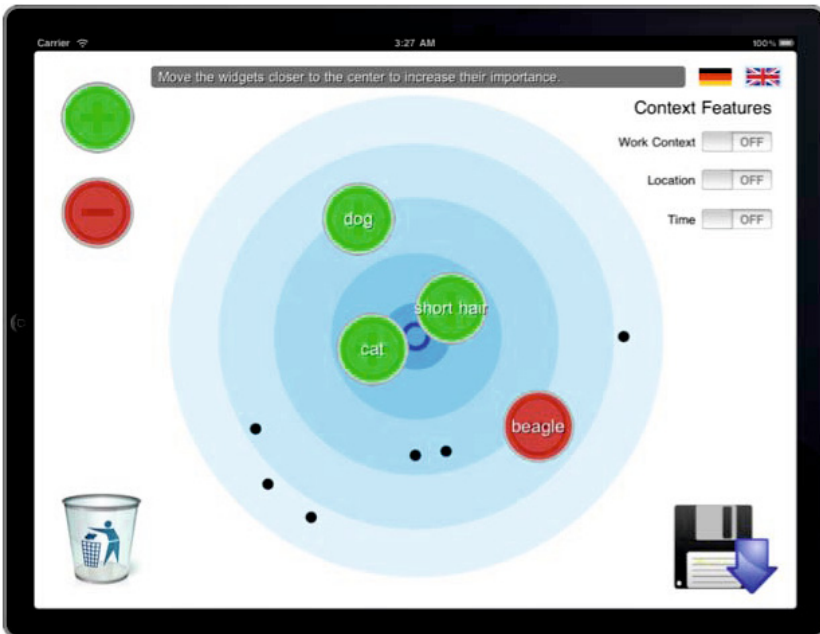 Carrier
3:27 AM
100%
Move the widgets closer to the center to increase their importance.
Context Features
Work Context OFF
Location OFF
Time OFF
dog
short hair
cat
beagle